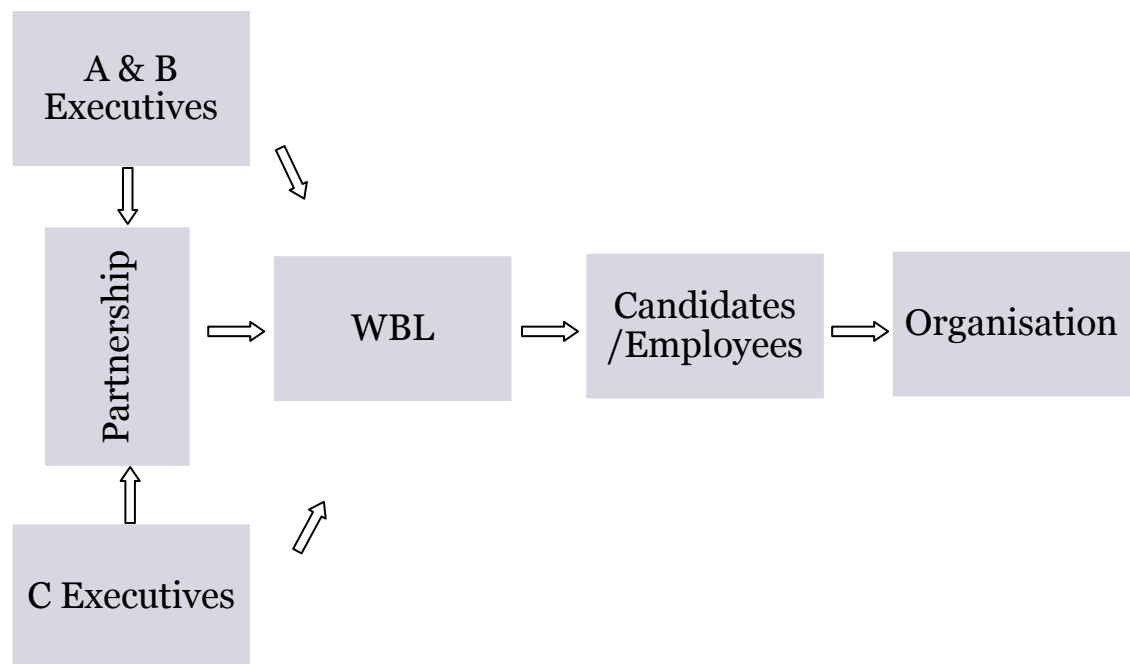 A & B
Executives
Partnership
WBL
Candidates
/Employees
Organisation
C Executives